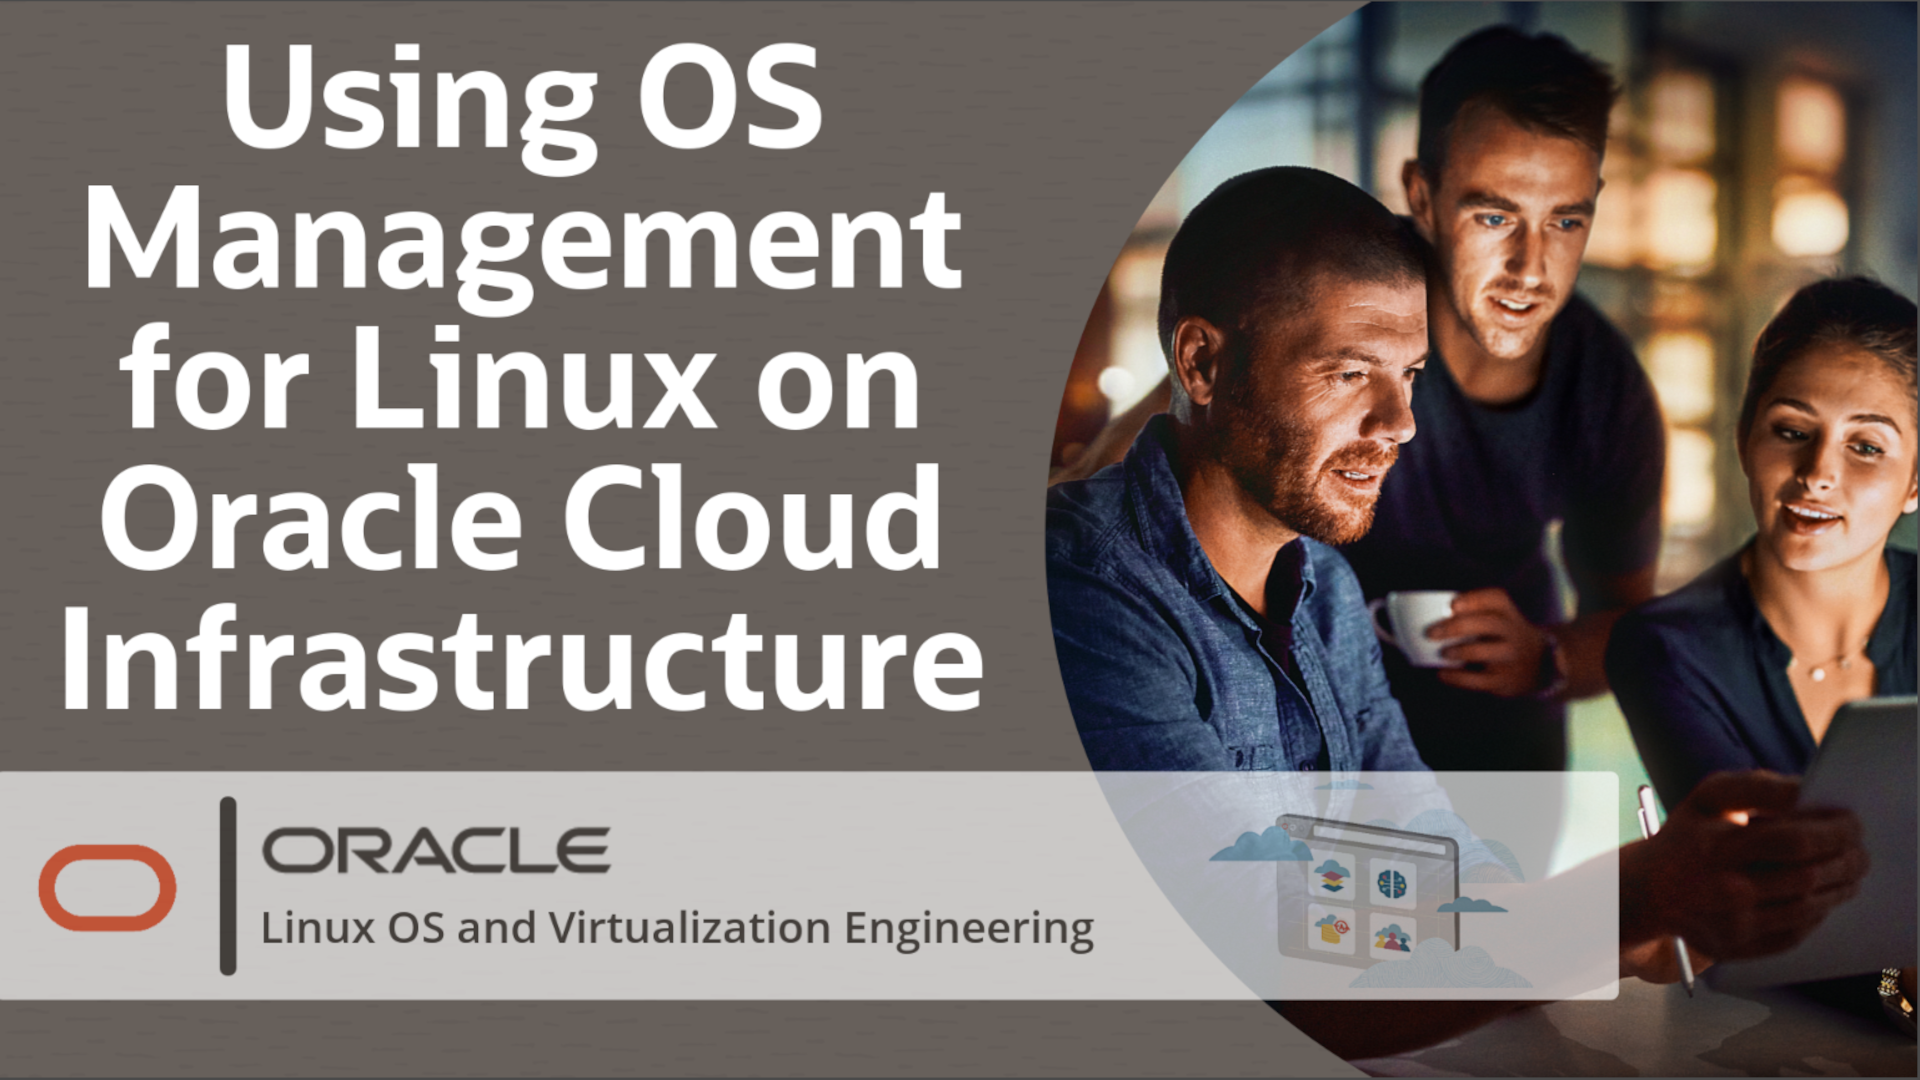 Using OS
Management
for Linux on
Oracle Cloud
Infrastructure
ORACLE
Linux OS and Virtualization Engineering